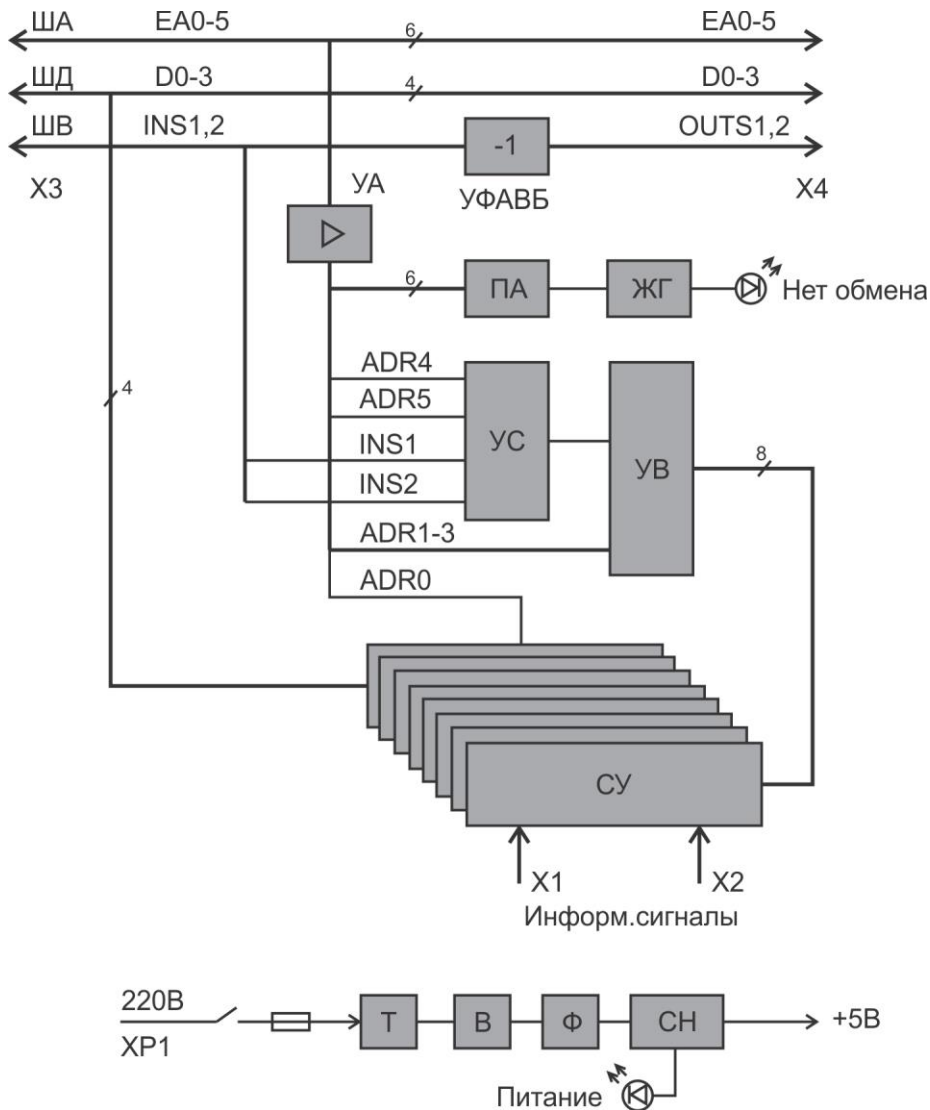 ША EA0-5 6 EA0-5
ШД D0-3 4 D0-3
ШВ INS1,2 -1 OUTS1,2
X3 УА УФАВБ X4
6 ПА ЖГ Нет обмена
ADR4
4 ADR5
УС
INS1 8
УВ
INS2
ADR1-3
ADR0
СУ
X1 X2
Информ.сигналы
220В
Т В Ф СН +5В
XP1
Питание